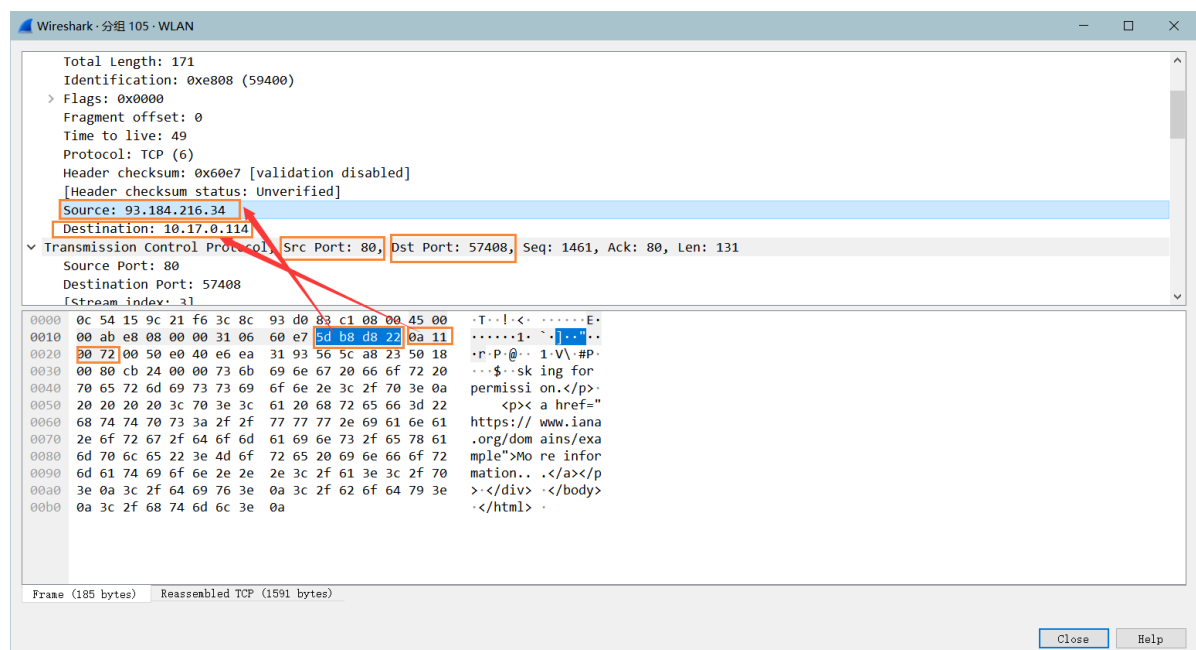 Wireshark · 分组 105 · WLAN
Total Length: 171
Identification: 0xe808 (59400)
> Flags: 0x0000
Fragment offset: 0
Time to live: 49
Protocol: TCP (6)
Header checksum: 0x60e7 [validation disabled]
[Header checksum status: Unverified]
Source: 93.184.216.34
Destination: 10.17.0.114
Transmission Control Protocol, Src Port: 80, Dst Port: 57408, Seq: 1461, Ack: 80, Len: 131
Source Port: 80
Destination Port: 57408
[Stream index: 3]
0000 0c 54 15 9c 21 f6 3c 8c 93 d0 83 c1 08 00 45 00 ·T··!·<· ······E·
0010 00 ab e8 08 00 00 31 06 60 e7 5d b8 d8 22 0a 11 ······1· `·]··"··
0020 00 72 00 50 e0 40 e6 ea 31 93 56 5c a8 23 50 18 ·r·P·@·· 1·V\·#P·
0030 00 80 cb 24 00 00 73 6b 69 6e 67 20 66 6f 72 20 ···$··sk ing for
0040 70 65 72 6d 69 73 73 69 6f 6e 2e 3c 2f 70 3e 0a permissi on.</p>·
0050 20 20 20 20 3c 70 3e 3c 61 20 68 72 65 66 3d 22 <p>< a href="
0060 68 74 74 70 73 3a 2f 2f 77 77 77 2e 69 61 6e 61 https:// www.iana
0070 2e 6f 72 67 2f 64 6f 6d 61 69 6e 73 2f 65 78 61 .org/dom ains/exa
0080 6d 70 6c 65 22 3e 4d 6f 72 65 20 69 6e 66 6f 72 mple">Mo re infor
0090 6d 61 74 69 6f 6e 2e 2e 2e 3c 2f 61 3e 3c 2f 70 mation.. .</a></p
00a0 3e 0a 3c 2f 64 69 76 3e 0a 3c 2f 62 6f 64 79 3e >·</div> ·</body>
00b0 0a 3c 2f 68 74 6d 6c 3e 0a ·</html> ·
Frame (185 bytes) Reassembled TCP (1591 bytes)
Close Help